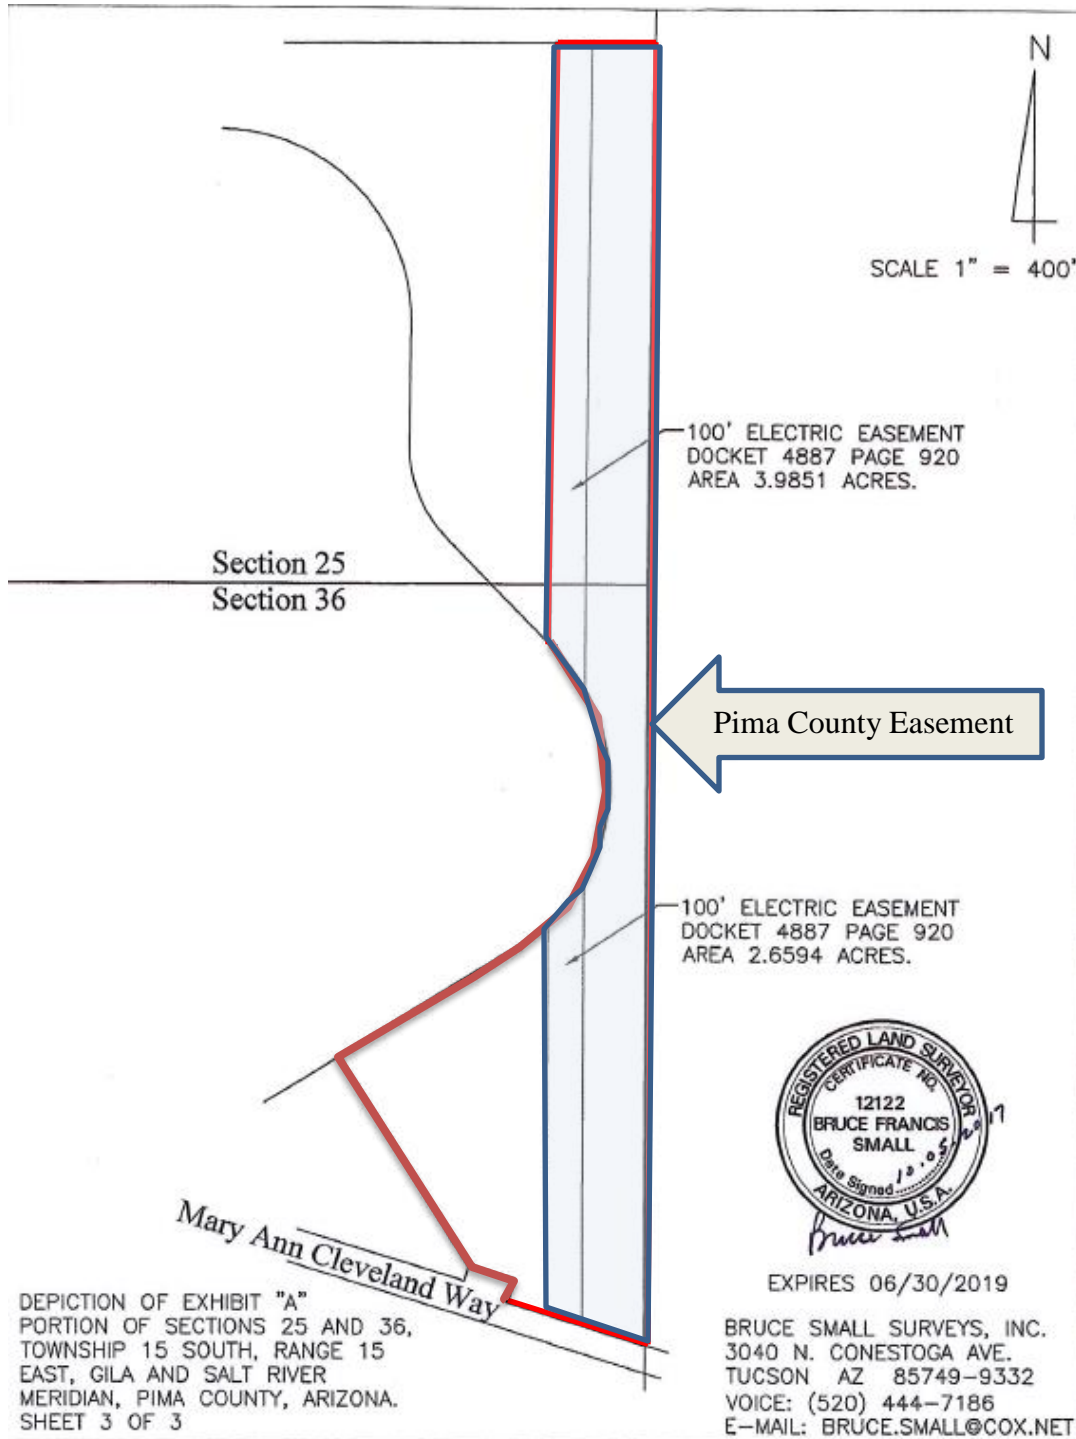 N
SCALE 1" = 400'
100' ELECTRIC EASEMENT
DOCKET 4887 PAGE 920
AREA 3.9851 ACRES.
Section 25
Section 36
Pima County Easement
100' ELECTRIC EASEMENT
DOCKET 4887 PAGE 920
AREA 2.6594 ACRES.
REGISTERED LAND SURVEYOR
CERTIFICATE NO.
12122
BRUCE FRANCIS
SMALL
Date Signed 10.05.2017
ARIZONA, U.S.A.
Bruce Small
Mary Ann Cleveland Way
EXPIRES 06/30/2019
DEPICTION OF EXHIBIT "A"
PORTION OF SECTIONS 25 AND 36,
TOWNSHIP 15 SOUTH, RANGE 15
EAST, GILA AND SALT RIVER
MERIDIAN, PIMA COUNTY, ARIZONA.
SHEET 3 OF 3
BRUCE SMALL SURVEYS, INC.
3040 N. CONESTOGA AVE.
TUCSON AZ 85749-9332
VOICE: (520) 444-7186
E-MAIL: BRUCE.SMALL@COX.NET